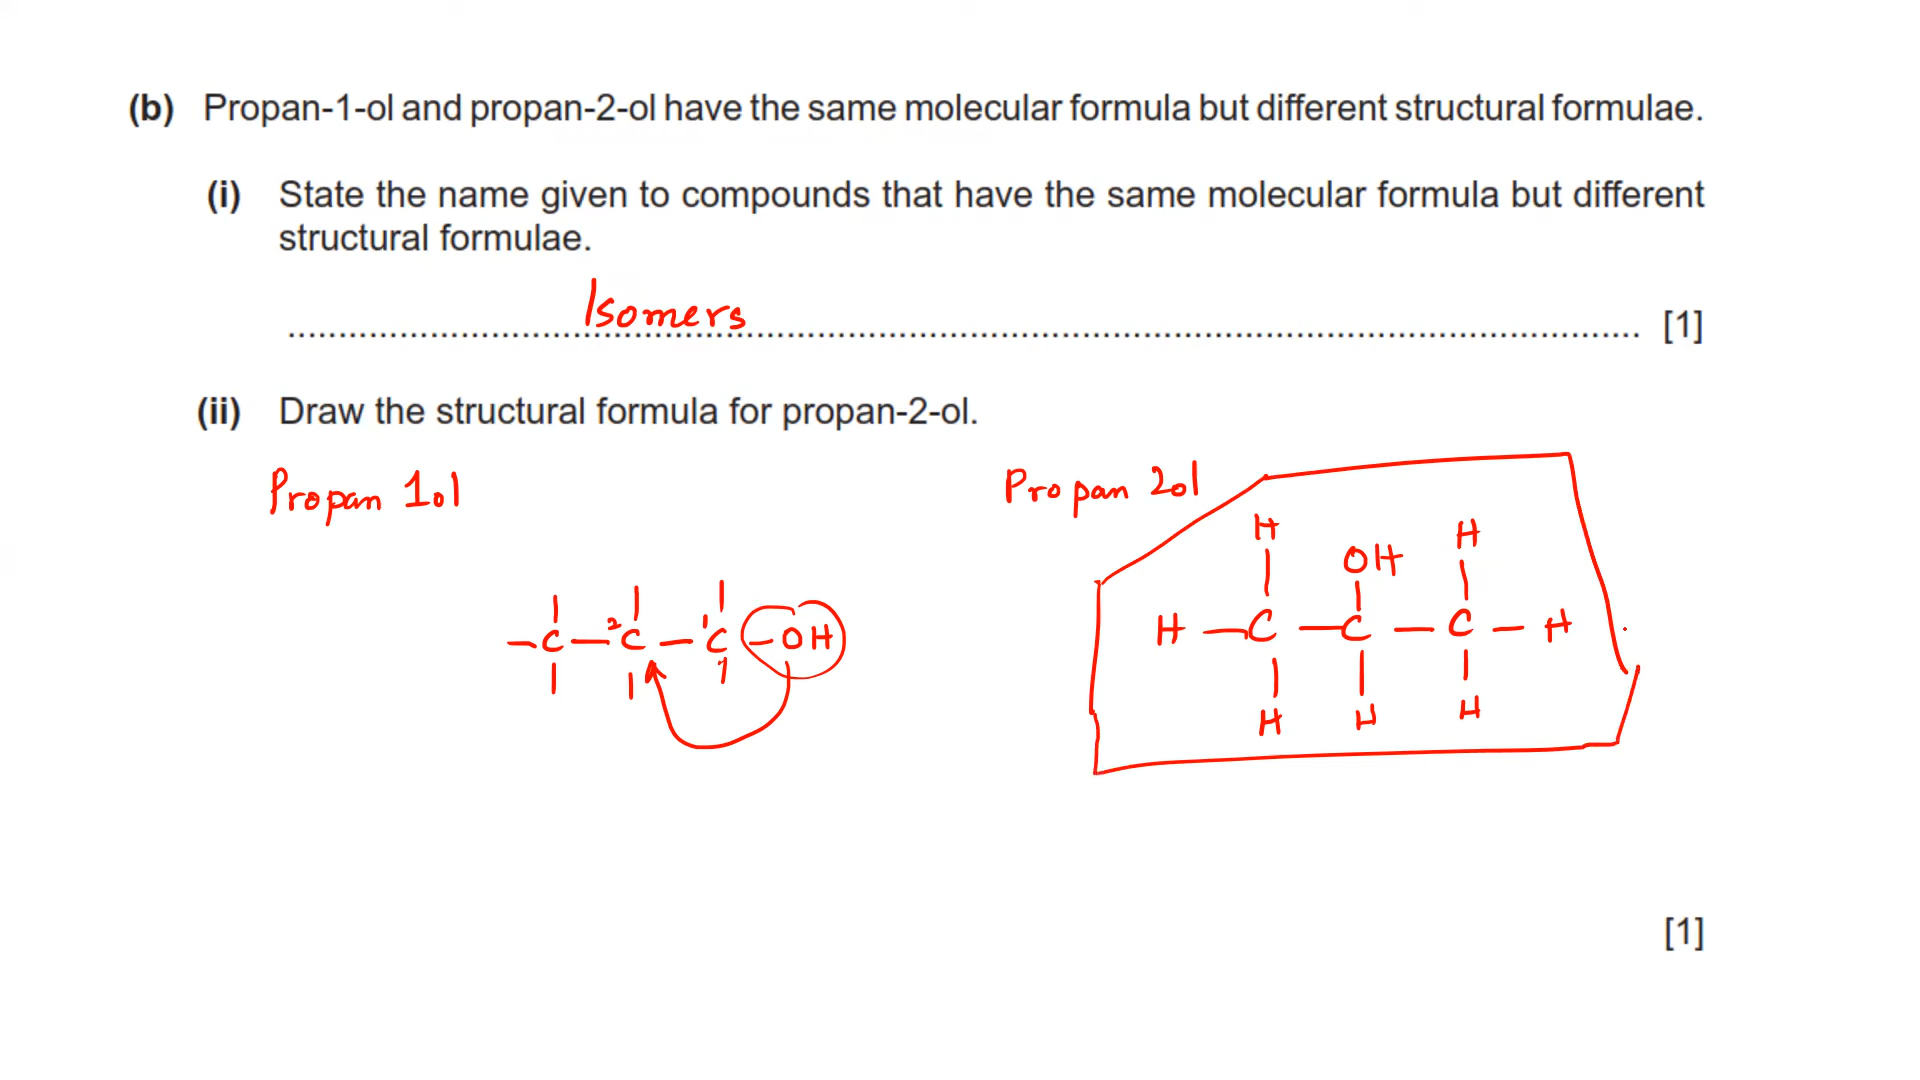 (b) Propan-1-ol and propan-2-ol have the same molecular formula but different structural formulae.
(i) State the name given to compounds that have the same molecular formula but different
structural formulae.
Isomers
[1]
(ii) Draw the structural formula for propan-2-ol.
Propan 1ol
Propan 2ol
H H
OH
C 2C 1C OH
H C C C H
H H H
[1]